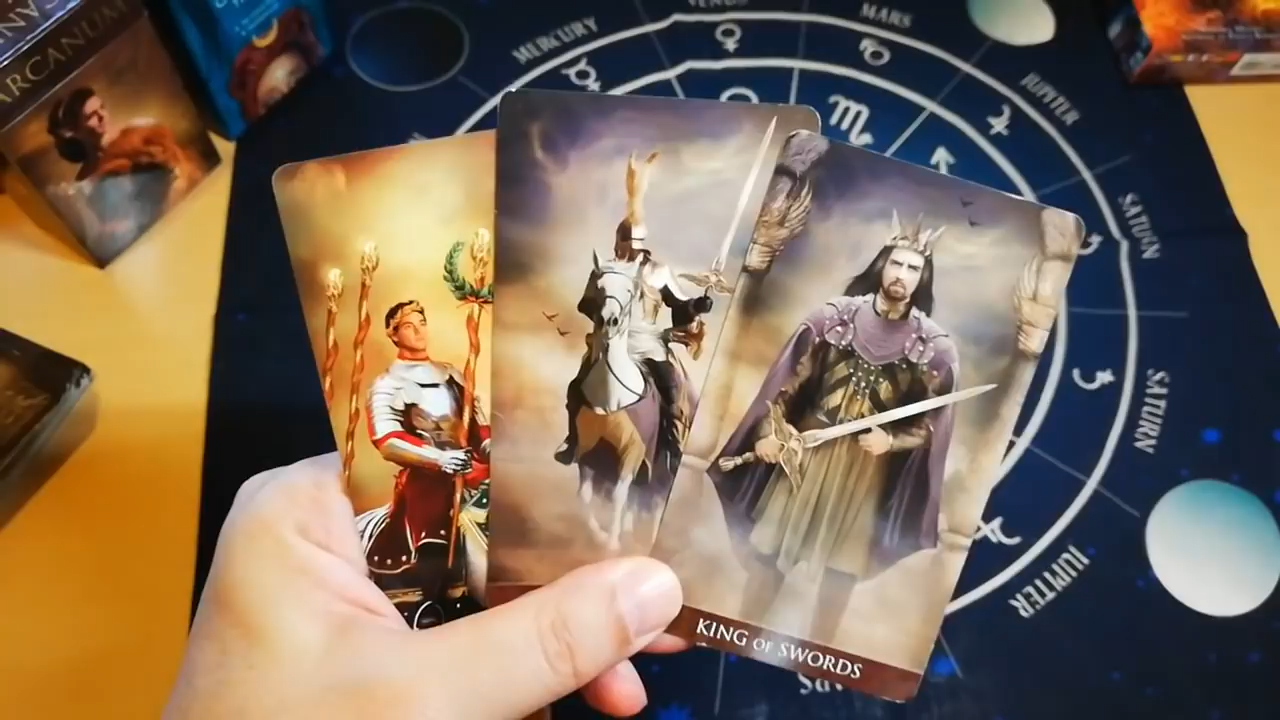 ARCANUM
MERCURY
VENUS
MARS
JUPITER
SATURN
SATURN
JUPITER
KING OF SWORDS